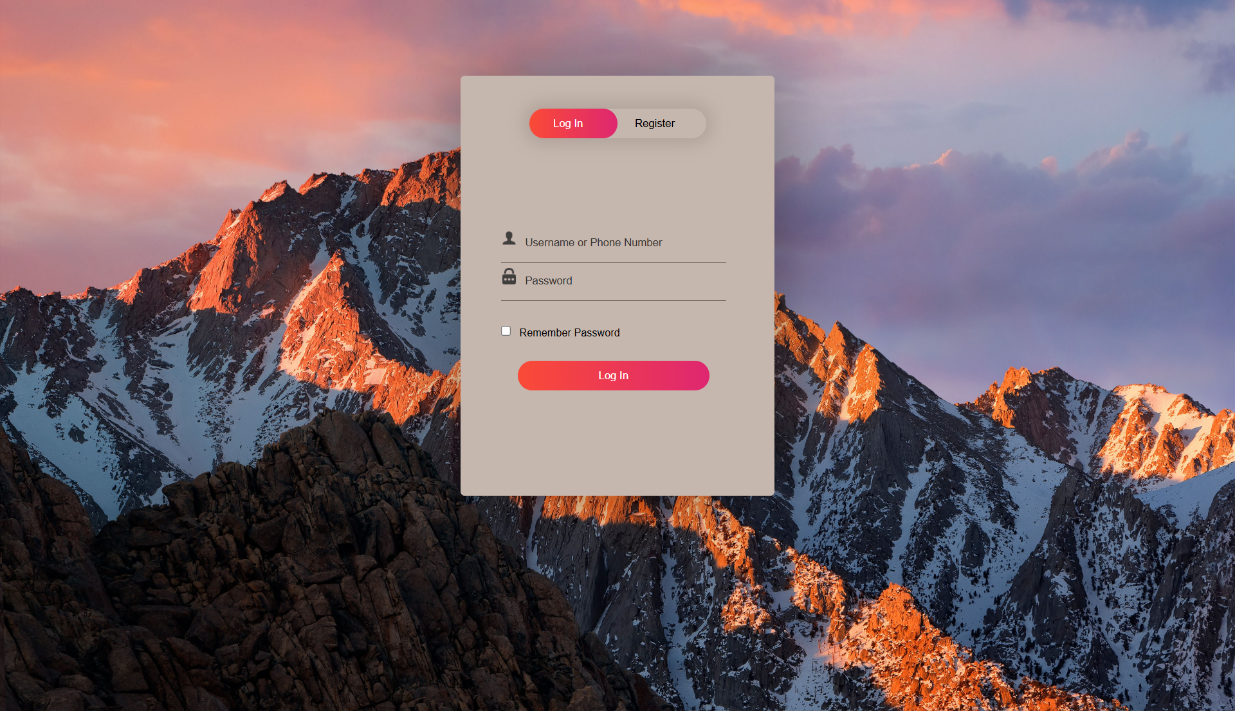 Log In Register
Username or Phone Number
Password
Remember Password
Log In